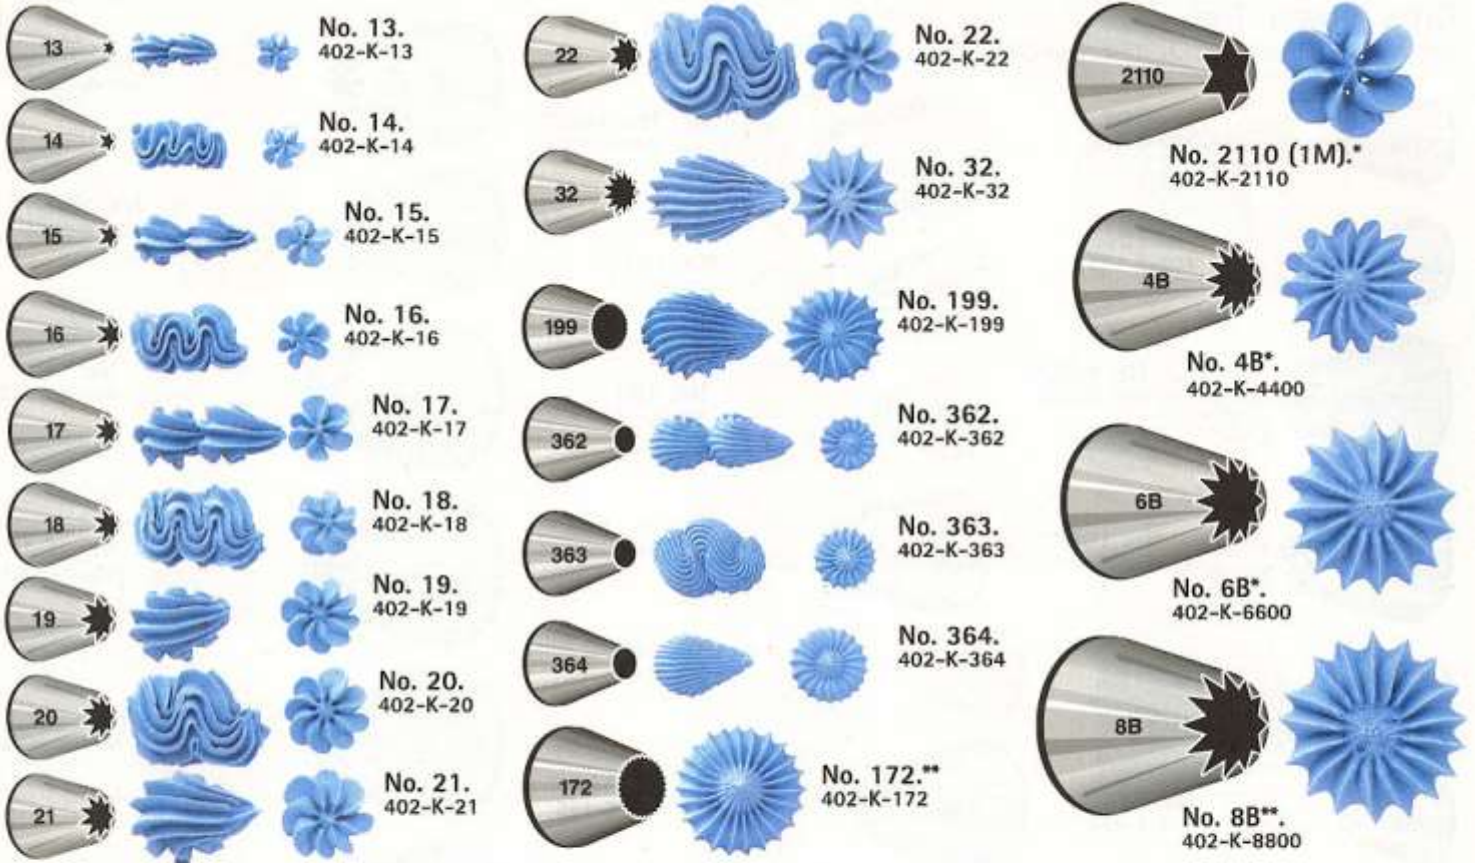 13
No. 13.
402-K-13
14
No. 14.
402-K-14
15
No. 15.
402-K-15
16
No. 16.
402-K-16
17
No. 17.
402-K-17
18
No. 18.
402-K-18
19
No. 19.
402-K-19
20
No. 20.
402-K-20
21
No. 21.
402-K-21
22
No. 22.
402-K-22
32
No. 32.
402-K-32
199
No. 199.
402-K-199
362
No. 362.
402-K-362
363
No. 363.
402-K-363
364
No. 364.
402-K-364
172
No. 172.**
402-K-172
2110
No. 2110 (1M).*
402-K-2110
4B
No. 4B*.
402-K-4400
6B
No. 6B*.
402-K-6600
8B
No. 8B**.
402-K-8800